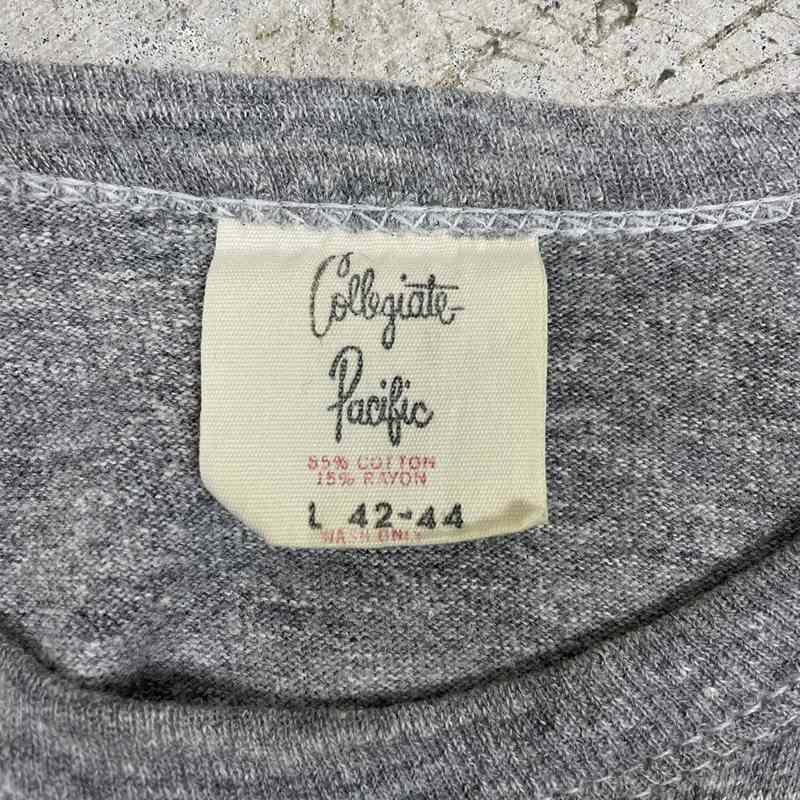 Collegiate-
Pacific
85% COTTON
15% RAYON
L 42-44
WASH ONLY